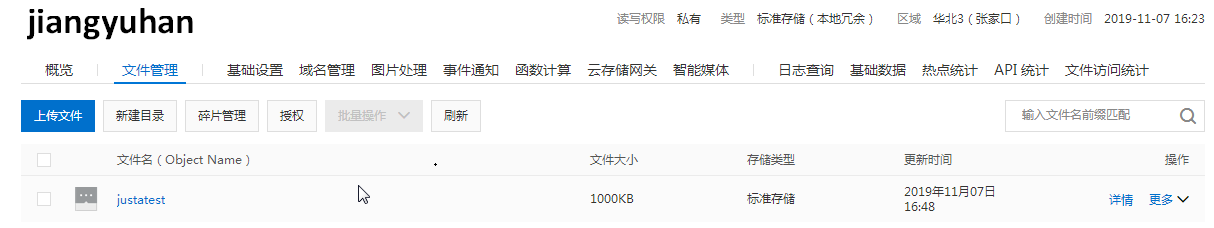 jiangyuhan
读写权限 私有 类型 标准存储（本地冗余） 区域 华北3（张家口） 创建时间 2019-11-07 16:23
概览 文件管理 基础设置 域名管理 图片处理 事件通知 函数计算 云存储网关 智能媒体 日志查询 基础数据 热点统计 API 统计 文件访问统计
上传文件 新建目录 碎片管理 授权 批量操作 刷新 输入文件名前缀匹配
文件名（Object Name） 文件大小 存储类型 更新时间 操作
justatest 1000KB 标准存储 2019年11月07日 详情 更多
16:48